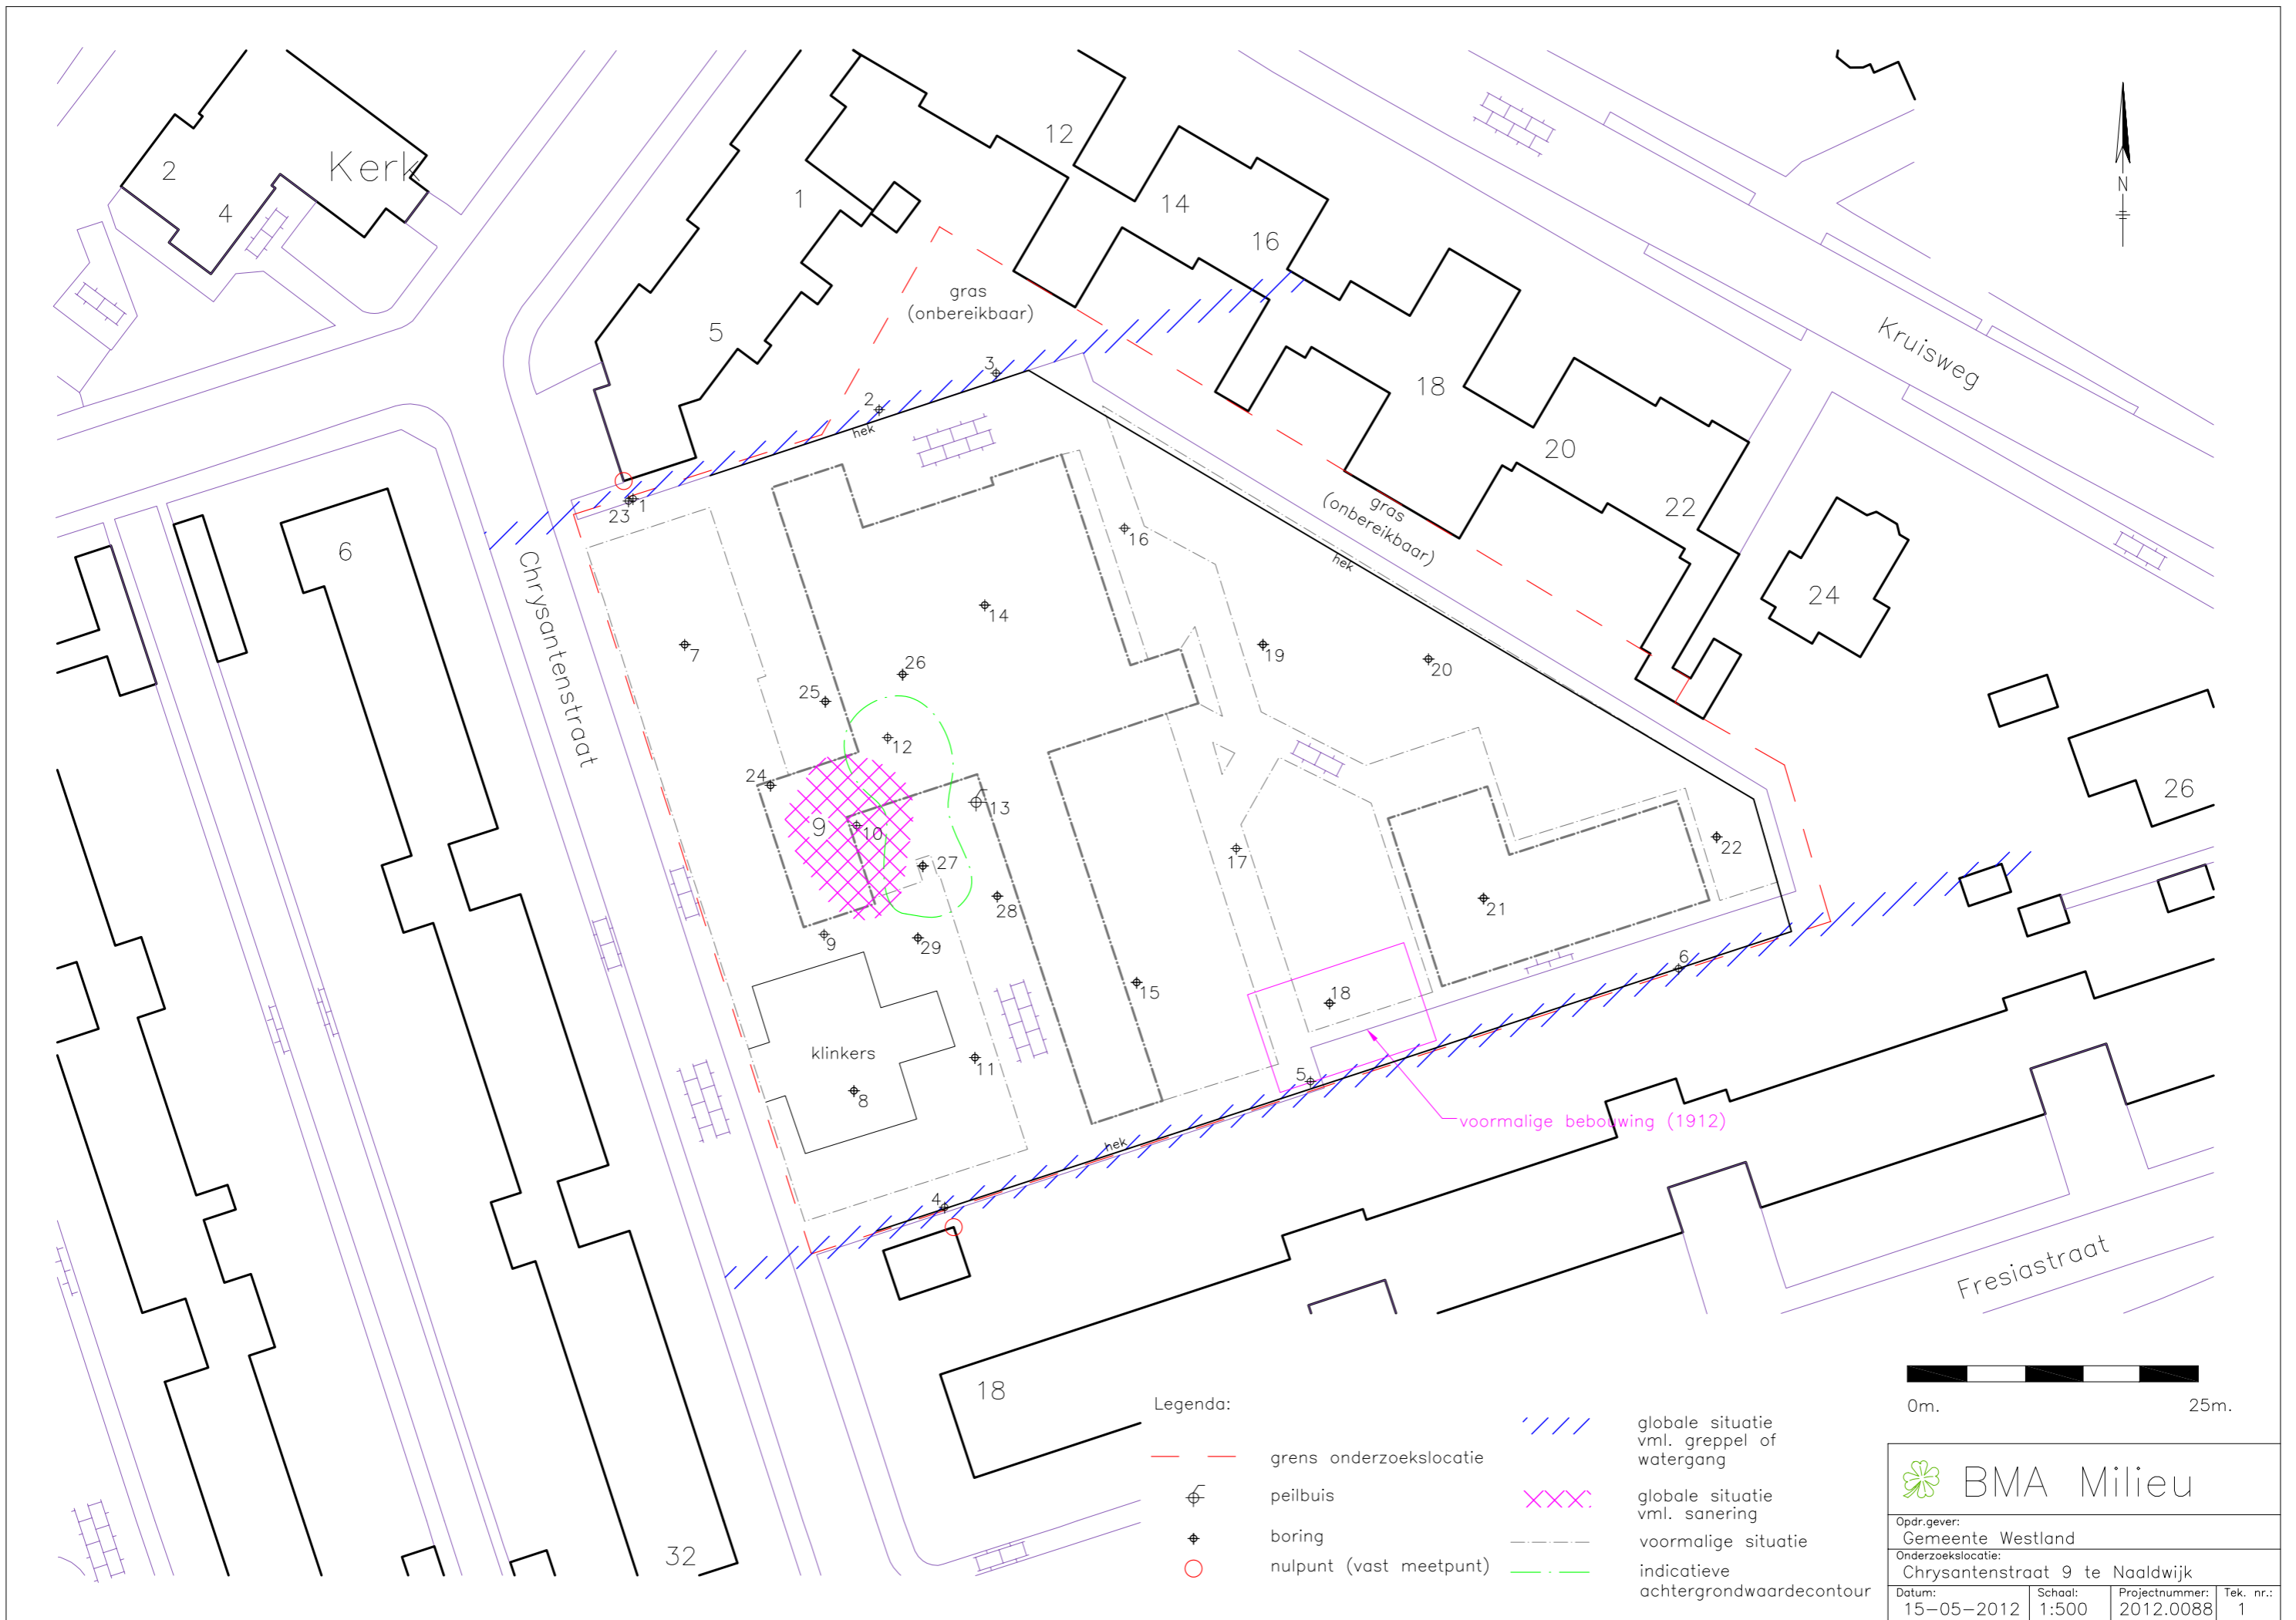 Kerk
2
4
12
14
16
1
5
gras
(onbereikbaar)
N
Kruisweg
18
20
22
24
26
3
2
hek
1
23
6
Chrysantenstraat
gras
(onbereikbaar)
hek
16
14
7
26
25
19
20
12
24
13
9
10
27
17
22
28
21
9
29
15
18
6
klinkers
8
11
5
voormalige bebouwing (1912)
hek
4
Fresiastraat
18
32
0m.
25m.
Legenda:
grens onderzoekslocatie
peilbuis
boring
nulpunt (vast meetpunt)
globale situatie
vml. greppel of
watergang
globale situatie
vml. sanering
voormalige situatie
indicatieve
achtergrondwaardecontour
BMA Milieu
Opdr.gever:
Gemeente Westland
Onderzoekslocatie:
Chrysantenstraat 9 te Naaldwijk
Datum: Schaal: Projectnummer: Tek. nr.:
15-05-2012 1:500 2012.0088 1